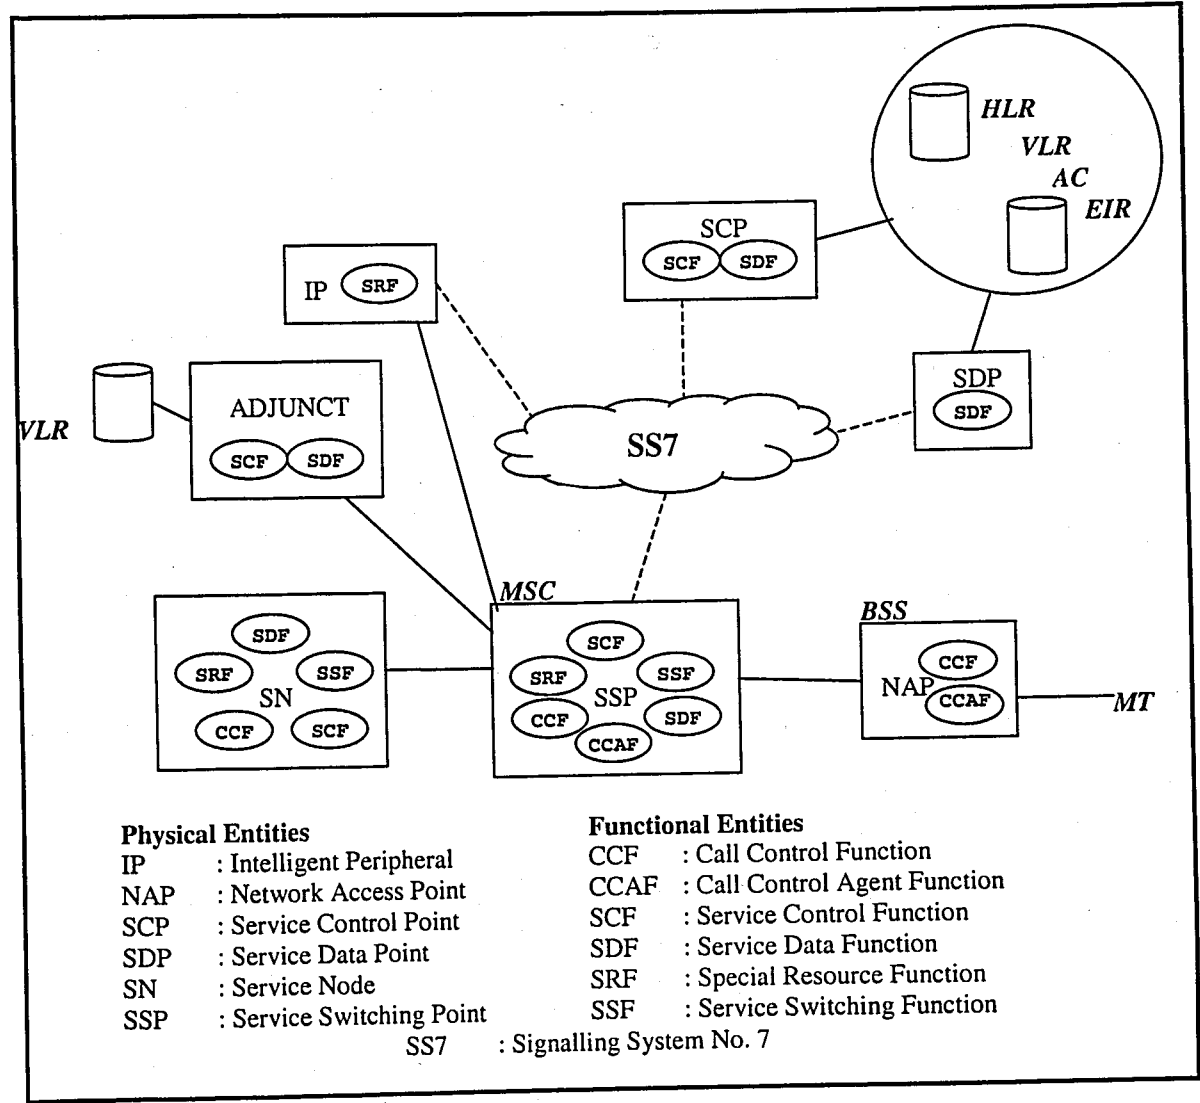 HLR
VLR
AC
EIR
SCP
SCF SDF
IP SRF
SDP
SDF
VLR
ADJUNCT
SCF SDF
SS7
MSC
BSS
SDF
SRF SSF
SN
CCF SCF
SCF
SRF SSF
SSP
CCF SDF
CCAF
CCF
NAP
CCAF
MT
Physical Entities
IP : Intelligent Peripheral
NAP : Network Access Point
SCP : Service Control Point
SDP : Service Data Point
SN : Service Node
SSP : Service Switching Point
Functional Entities
CCF : Call Control Function
CCAF : Call Control Agent Function
SCF : Service Control Function
SDF : Service Data Function
SRF : Special Resource Function
SSF : Service Switching Function
SS7 : Signalling System No. 7